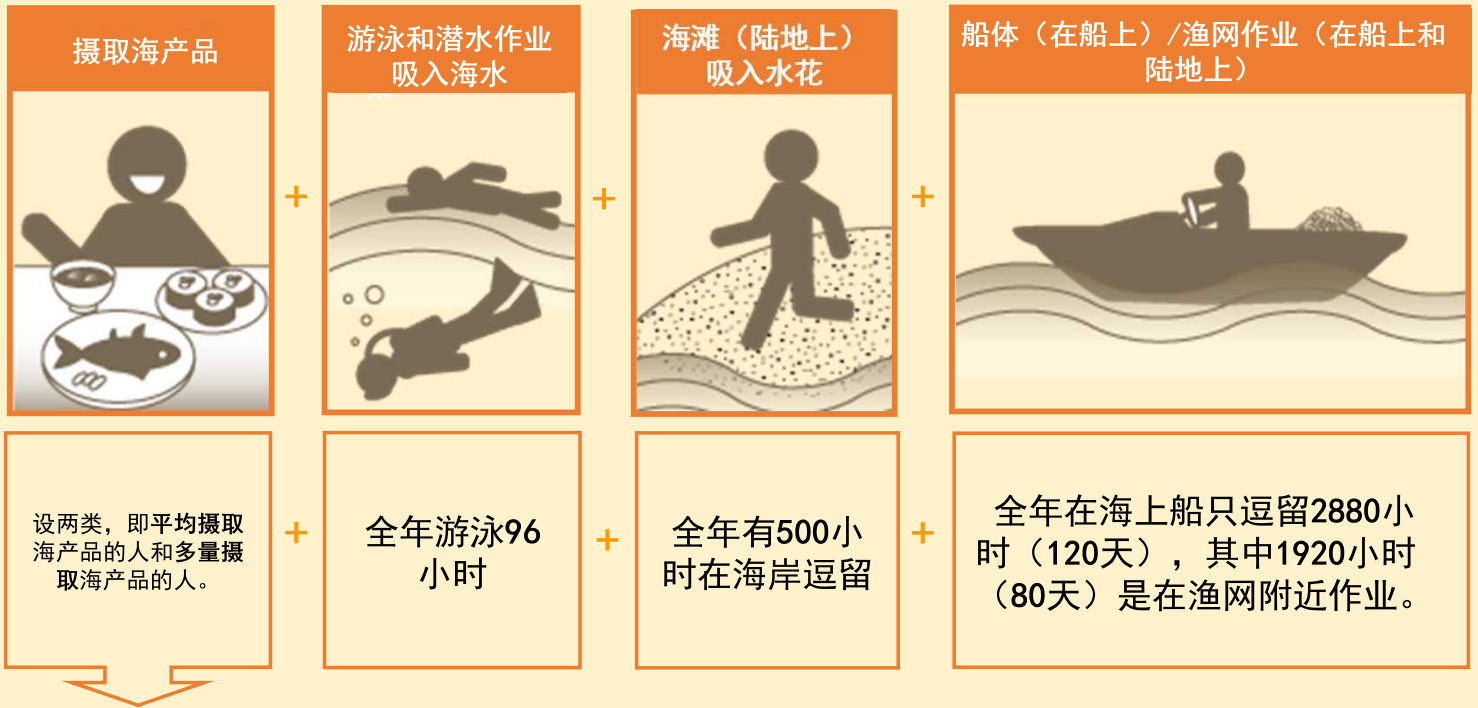 摄取海产品
游泳和潜水作业
吸入海水
海滩（陆地上）
吸入水花
船体（在船上）/渔网作业（在船上和
陆地上）
+
+
+
设两类，即平均摄取
海产品的人和多量摄
取海产品的人。
+
全年游泳96
小时
+
全年有500小
时在海岸逗留
+
全年在海上船只逗留2880小
时（120天），其中1920小时
（80天）是在渔网附近作业。